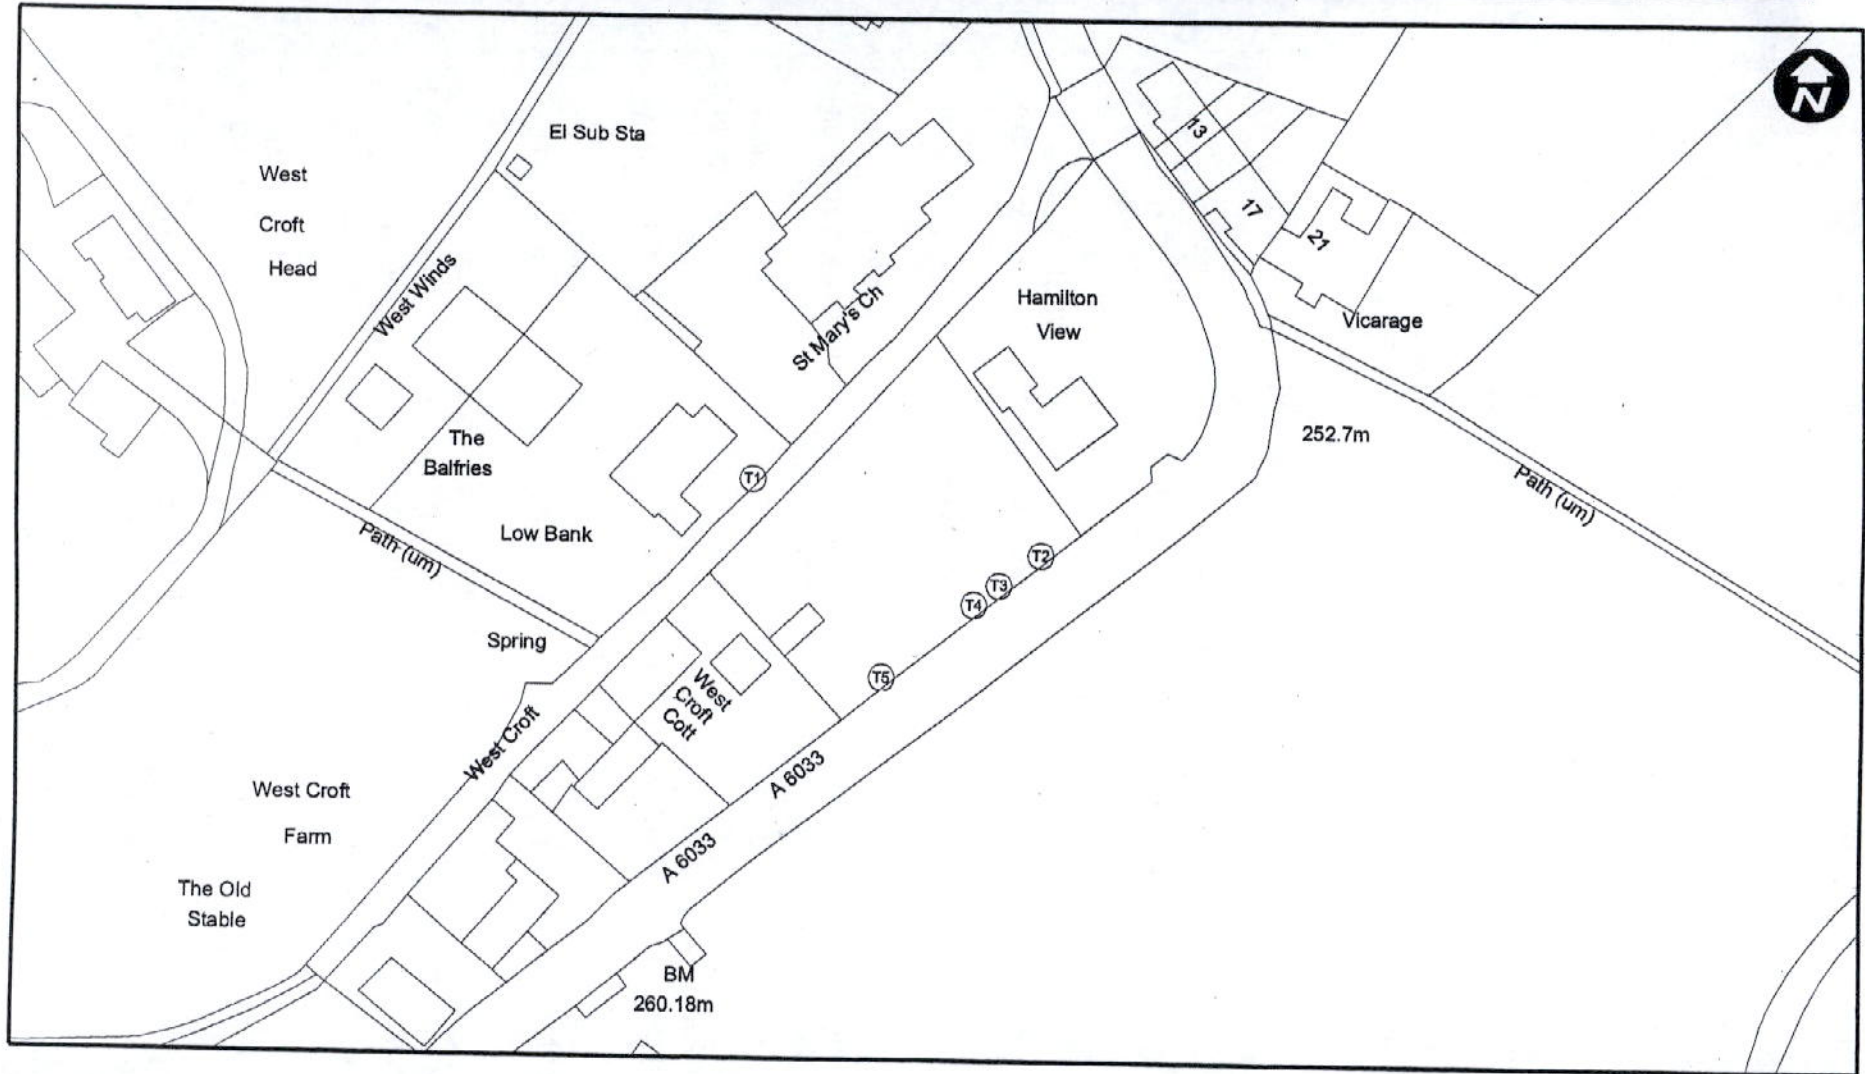 N
El Sub Sta
13
West
Croft
Head
17
21
West Winds
Hamilton
View
Vicarage
St Mary's Ch
252.7m
The
Balfries
T1
Path (um)
Path (um)
Low Bank
T2
T3
T4
Spring
T5
West
Croft
Cott
West Croft
A 6033
West Croft
Farm
A 6033
The Old
Stable
BM
260.18m